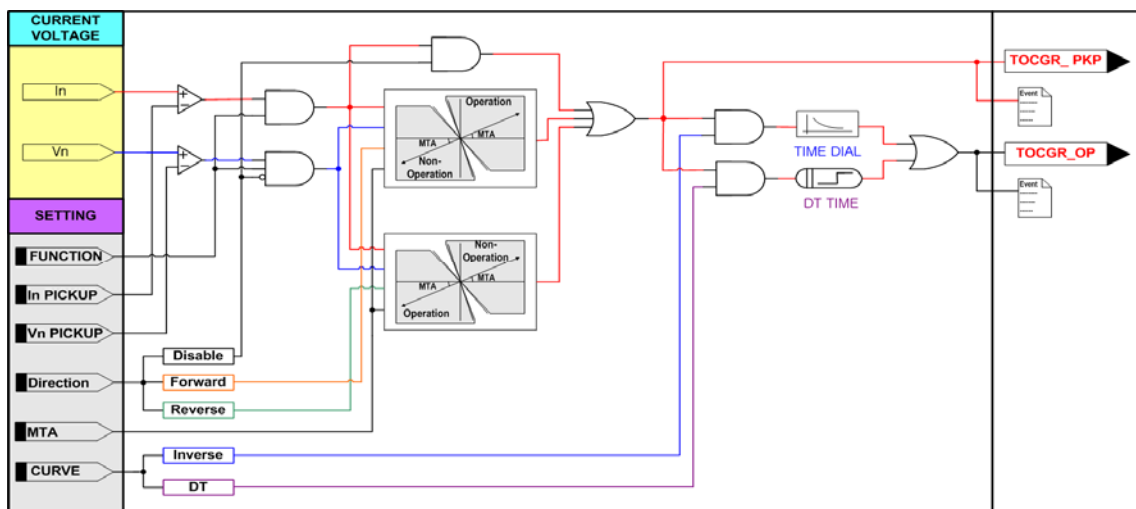 CURRENT
VOLTAGE
In
Vn
SETTING
FUNCTION
In PICKUP
Vn PICKUP
Direction
MTA
CURVE
Disable
Forward
Reverse
Inverse
DT
+
−
+
−
Operation
MTA
MTA
Non-
Operation
Non-
Operation
MTA
MTA
Operation
TIME DIAL
DT TIME
TOCGR_ PKP
Event
TOCGR_OP
Event